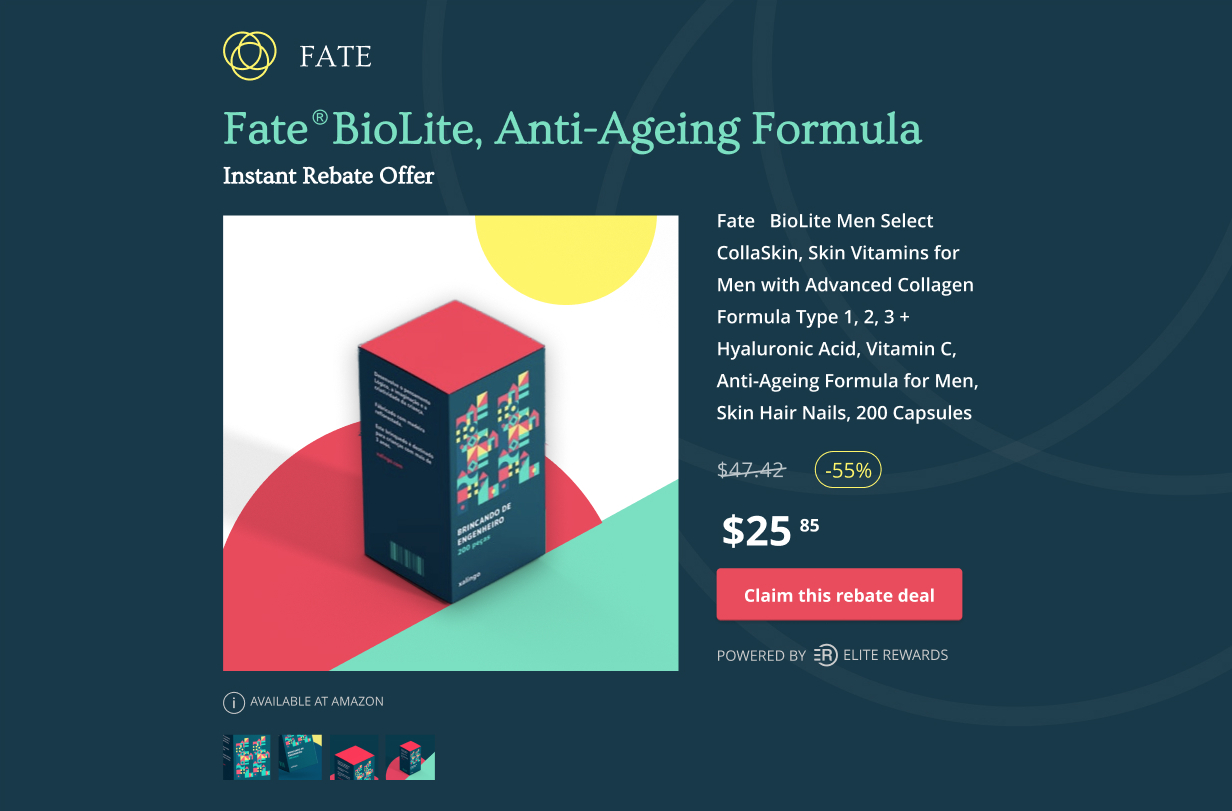 FATE
Fate® BioLite, Anti-Ageing Formula
Instant Rebate Offer
Fate BioLite Men Select
CollaSkin, Skin Vitamins for
Men with Advanced Collagen
Formula Type 1, 2, 3 +
Hyaluronic Acid, Vitamin C,
Anti-Ageing Formula for Men,
Skin Hair Nails, 200 Capsules
$47.42 -55%
$25 85
Claim this rebate deal
POWERED BY ER ELITE REWARDS
BRINCANDO DE
ENGENHEIRO
200 peças
xalingo
i AVAILABLE AT AMAZON